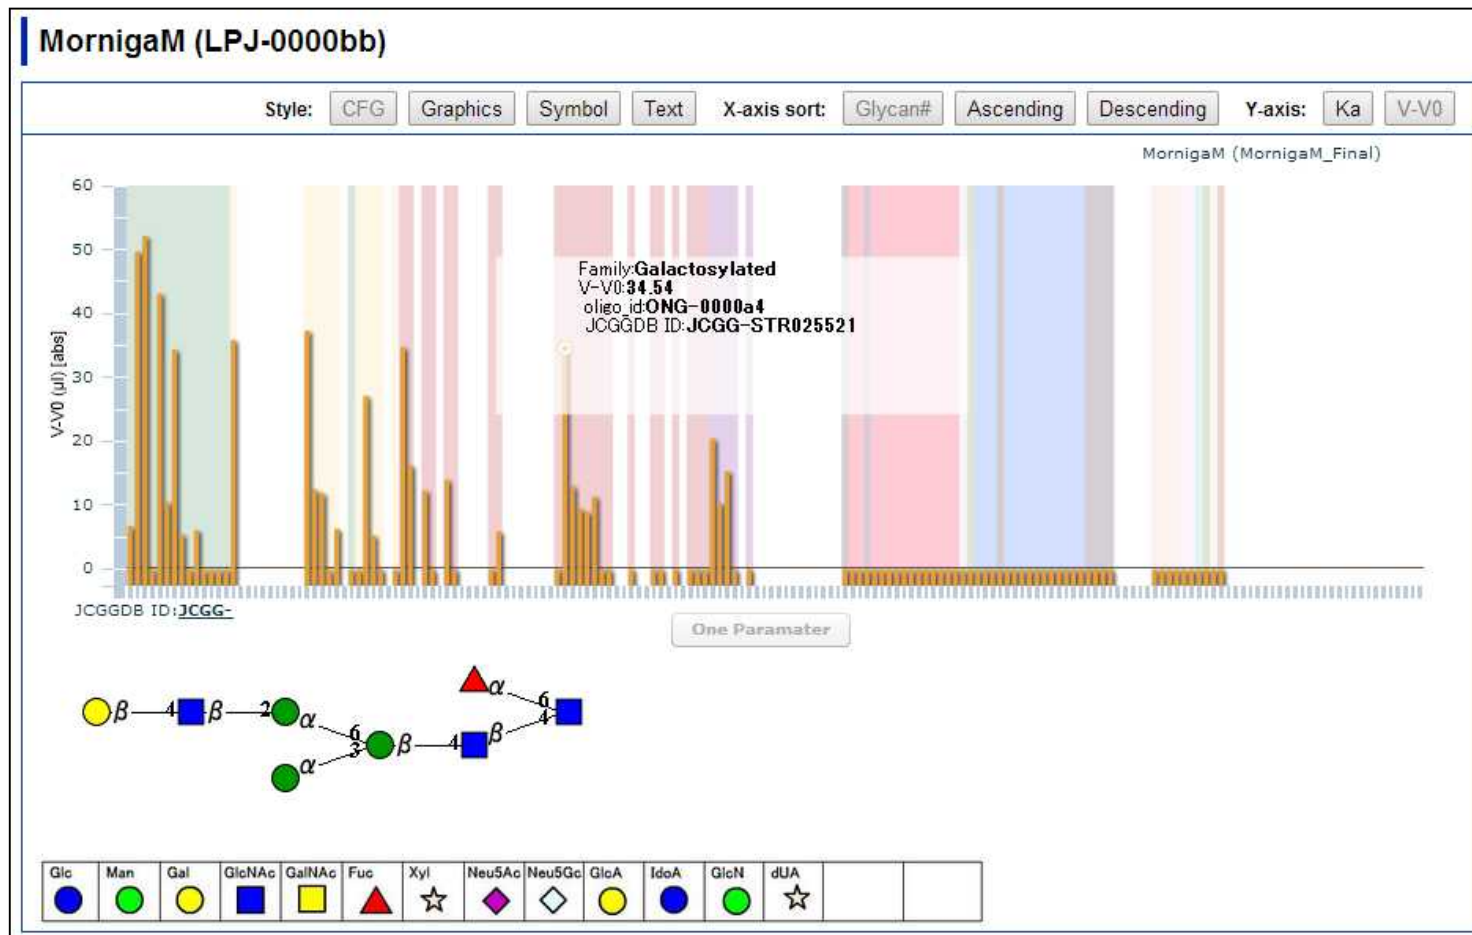 MornigaM (LPJ-0000bb)
Style: CFG Graphics Symbol Text X-axis sort: Glycan# Ascending Descending Y-axis: Ka V-V0
MornigaM (MornigaM_Final)
60
50
40
30
20
10
0
V-V0 (µl) [abs]
Family:Galactosylated
V-V0:34.54
oligo_id:ONG-0000a4
JCGGDB ID:JCGG-STR025521
JCGGDB ID:JCGG-
One Paramater
α 6
β 4 β 2 α 6 β 4 β 4
α 3
Glc Man Gal GlcNAc GalNAc Fuc Xyl Neu5Ac Neu5Gc GlcA IdoA GlcN dUA